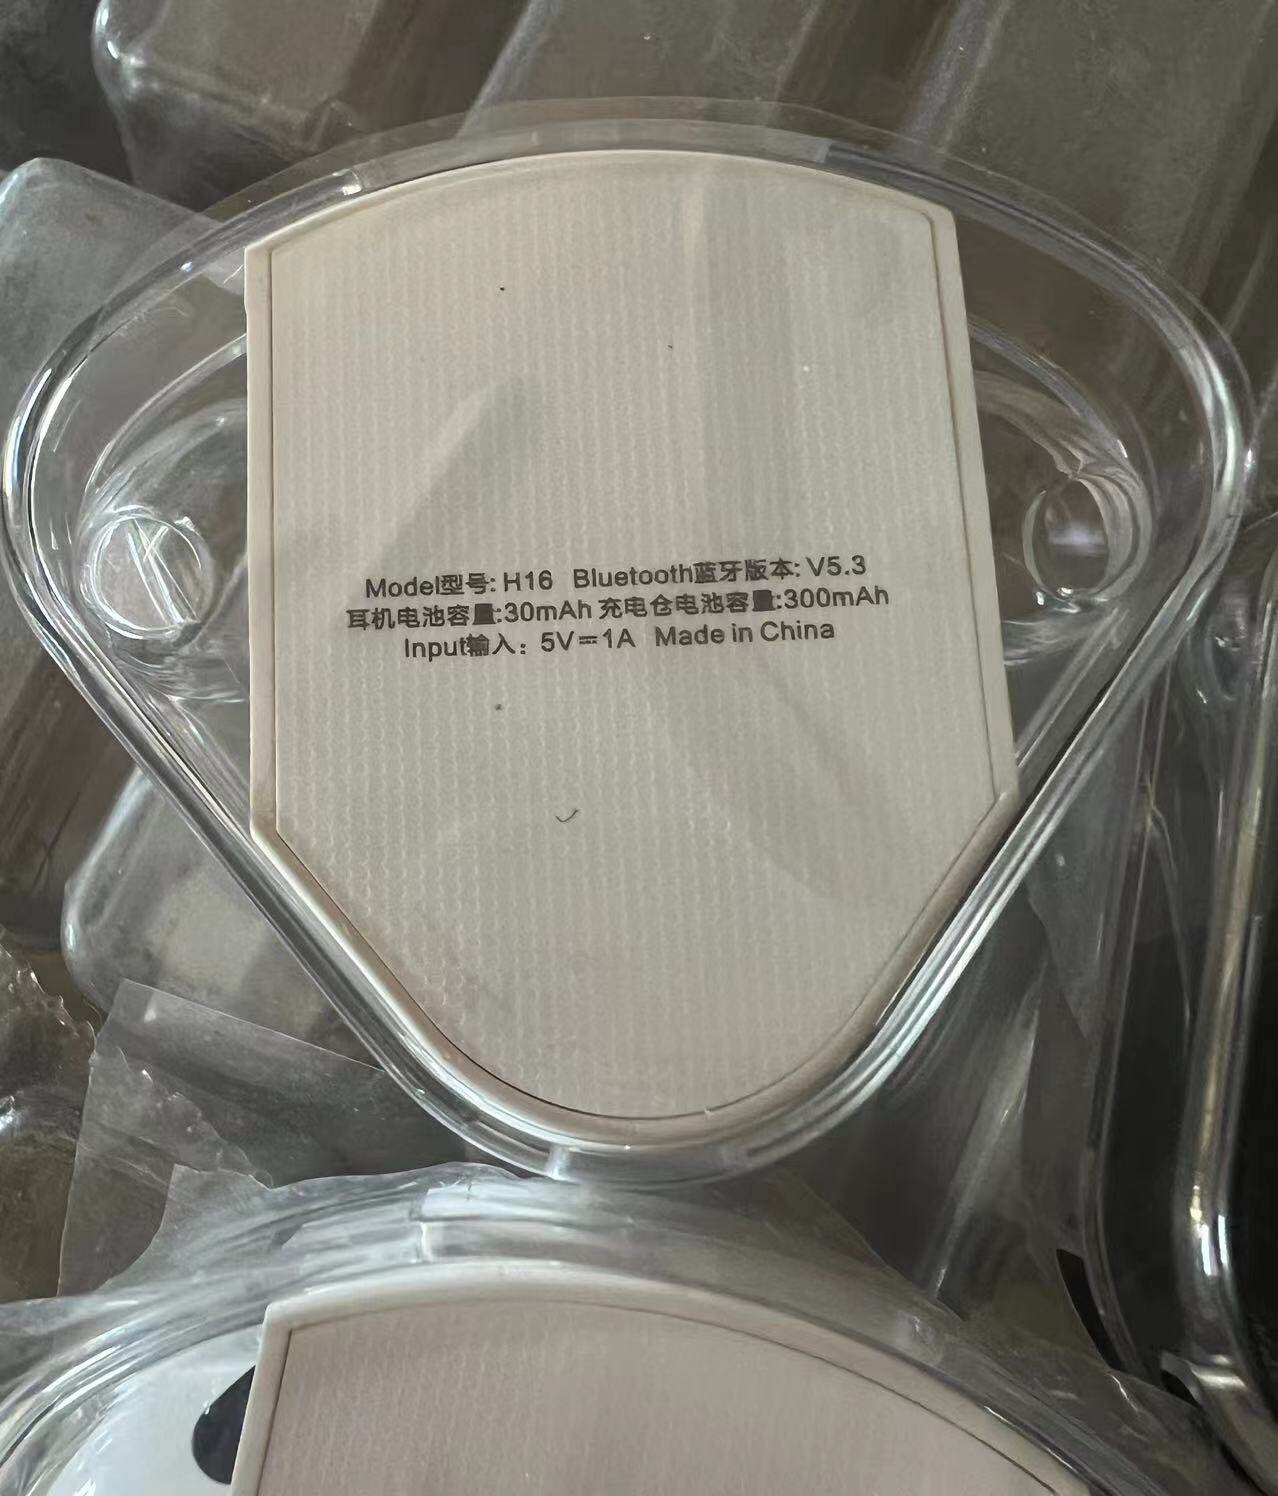 Model型号: H16 Bluetooth蓝牙版本: V5.3
耳机电池容量:30mAh 充电仓电池容量:300mAh
Input输入: 5V=1A Made in China